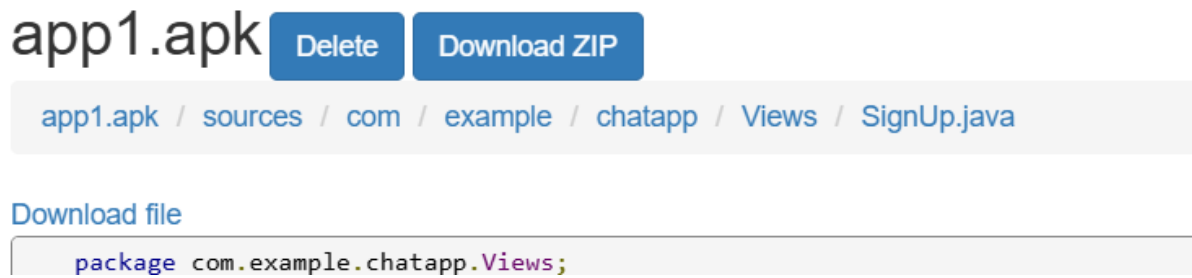 app1.apk Delete Download ZIP
app1.apk / sources / com / example / chatapp / Views / SignUp.java
Download file
package com.example.chatapp.Views;